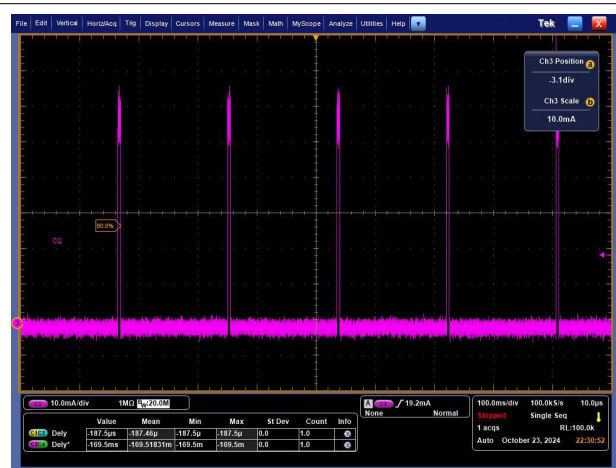 File Edit Vertical Horiz/Acq Trig Display Cursors Measure Mask Math MyScope Analyze Utilities Help Tek X
Ch3 Position a
-3.1div
Ch3 Scale b
10.0mA
50.0%
10.0mA/div 1MΩ 20.0M
A 19.2mA
None Normal
100.0ms/div 100.0kS/s 10.0µs
Stopped Single Seq
1 acqs RL:100.0k
Auto October 23, 2024 22:30:52
Value Mean Min Max St Dev Count Info
Dely -187.5µs -187.46µ -187.5µ -187.5µ 0.0 1.0
Dely* -169.5ms -169.51831m -169.5m -169.5m 0.0 1.0